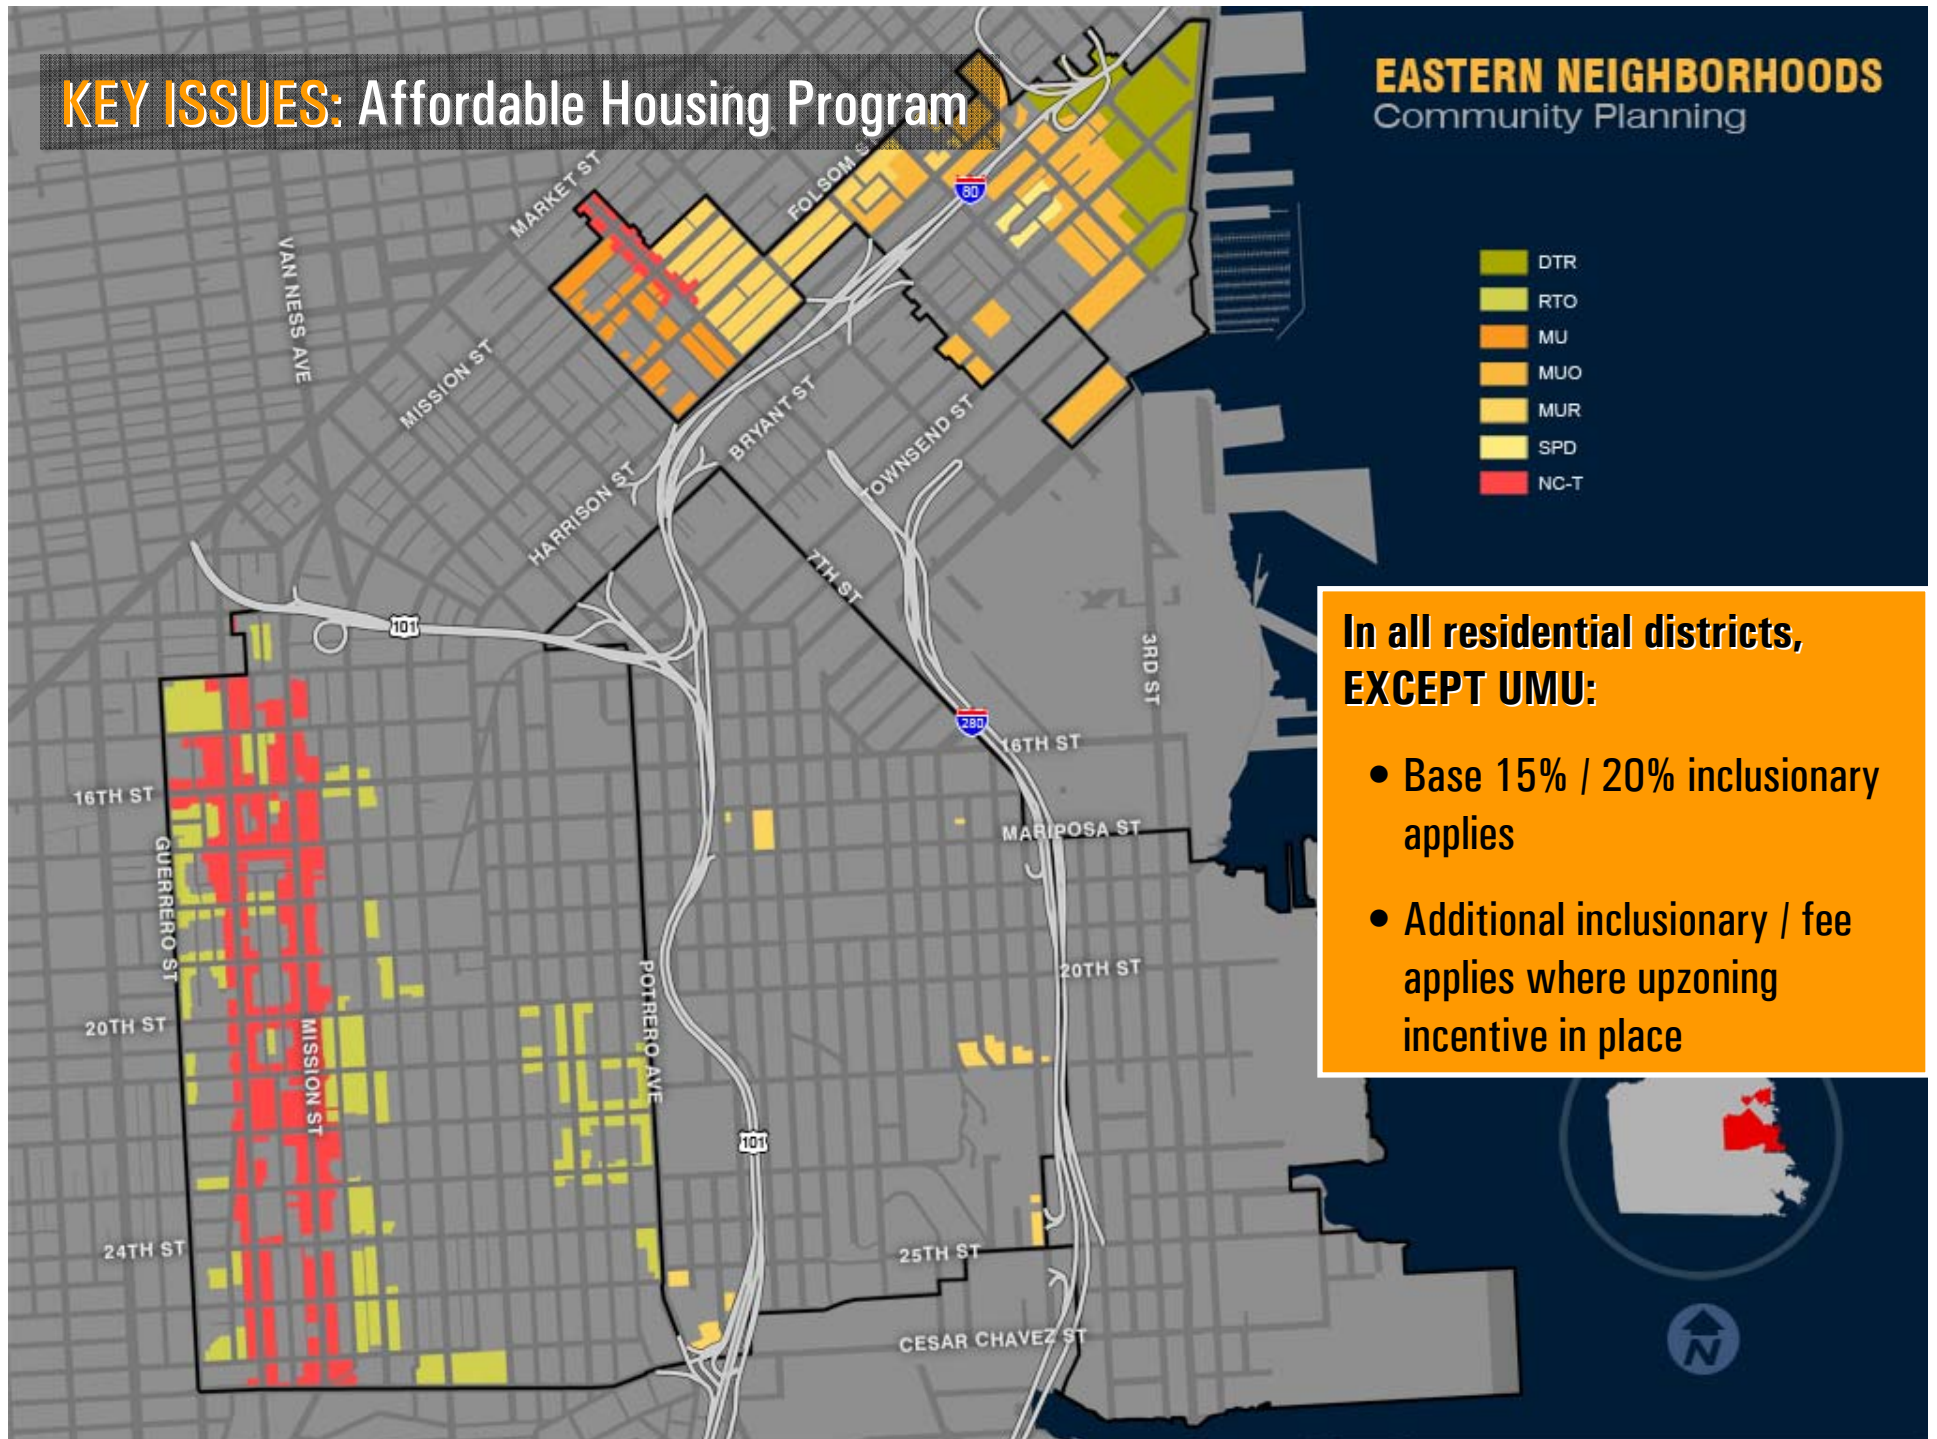 KEY ISSUES: Affordable Housing Program
EASTERN NEIGHBORHOODS
Community Planning
MARKET ST
FOLSOM S
80
VAN NESS AVE
MISSION ST
BRYANT ST
TOWNSEND ST
HARRISON ST
7TH ST
101
3RD ST
280
16TH ST
16TH ST
MARIPOSA ST
GUERRERO ST
POTRERO AVE
20TH ST
20TH ST
MISSION ST
101
24TH ST
25TH ST
CESAR CHAVEZ ST
DTR
RTO
MU
MUO
MUR
SPD
NC-T
In all residential districts,
EXCEPT UMU:
• Base 15% / 20% inclusionary
applies
• Additional inclusionary / fee
applies where upzoning
incentive in place
N